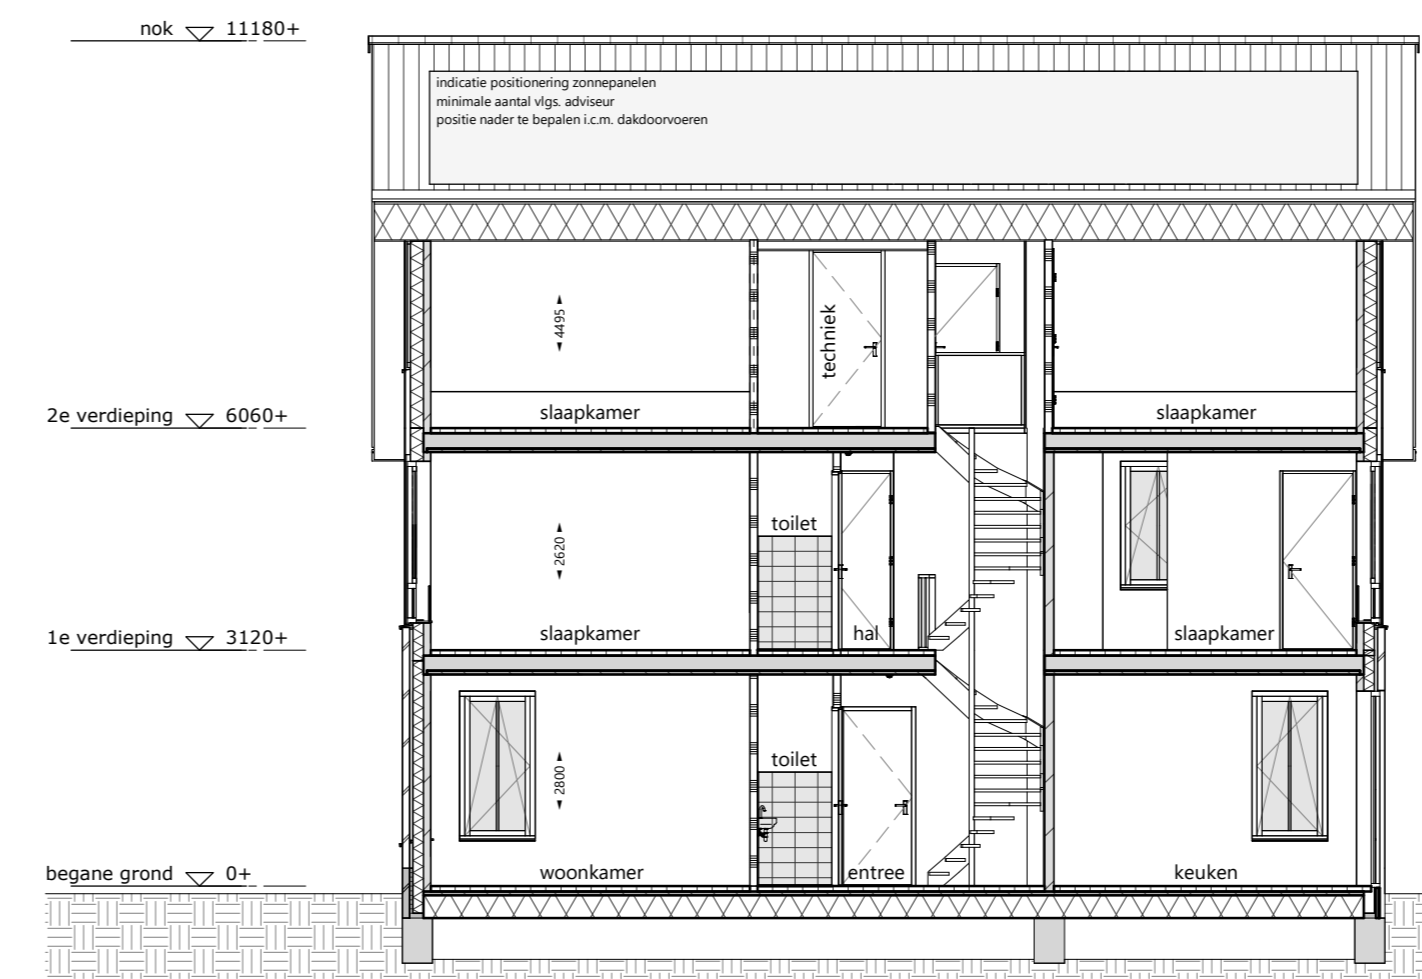 nok 11180+
indicatie positionering zonnepanelen
minimale aantal vlgs. adviseur
positie nader te bepalen i.c.m. dakdoorvoeren
4495
techniek
2e verdieping 6060+
slaapkamer
slaapkamer
toilet
2620
1e verdieping 3120+
slaapkamer
hal
slaapkamer
toilet
2800
begane grond 0+
woonkamer
entree
keuken